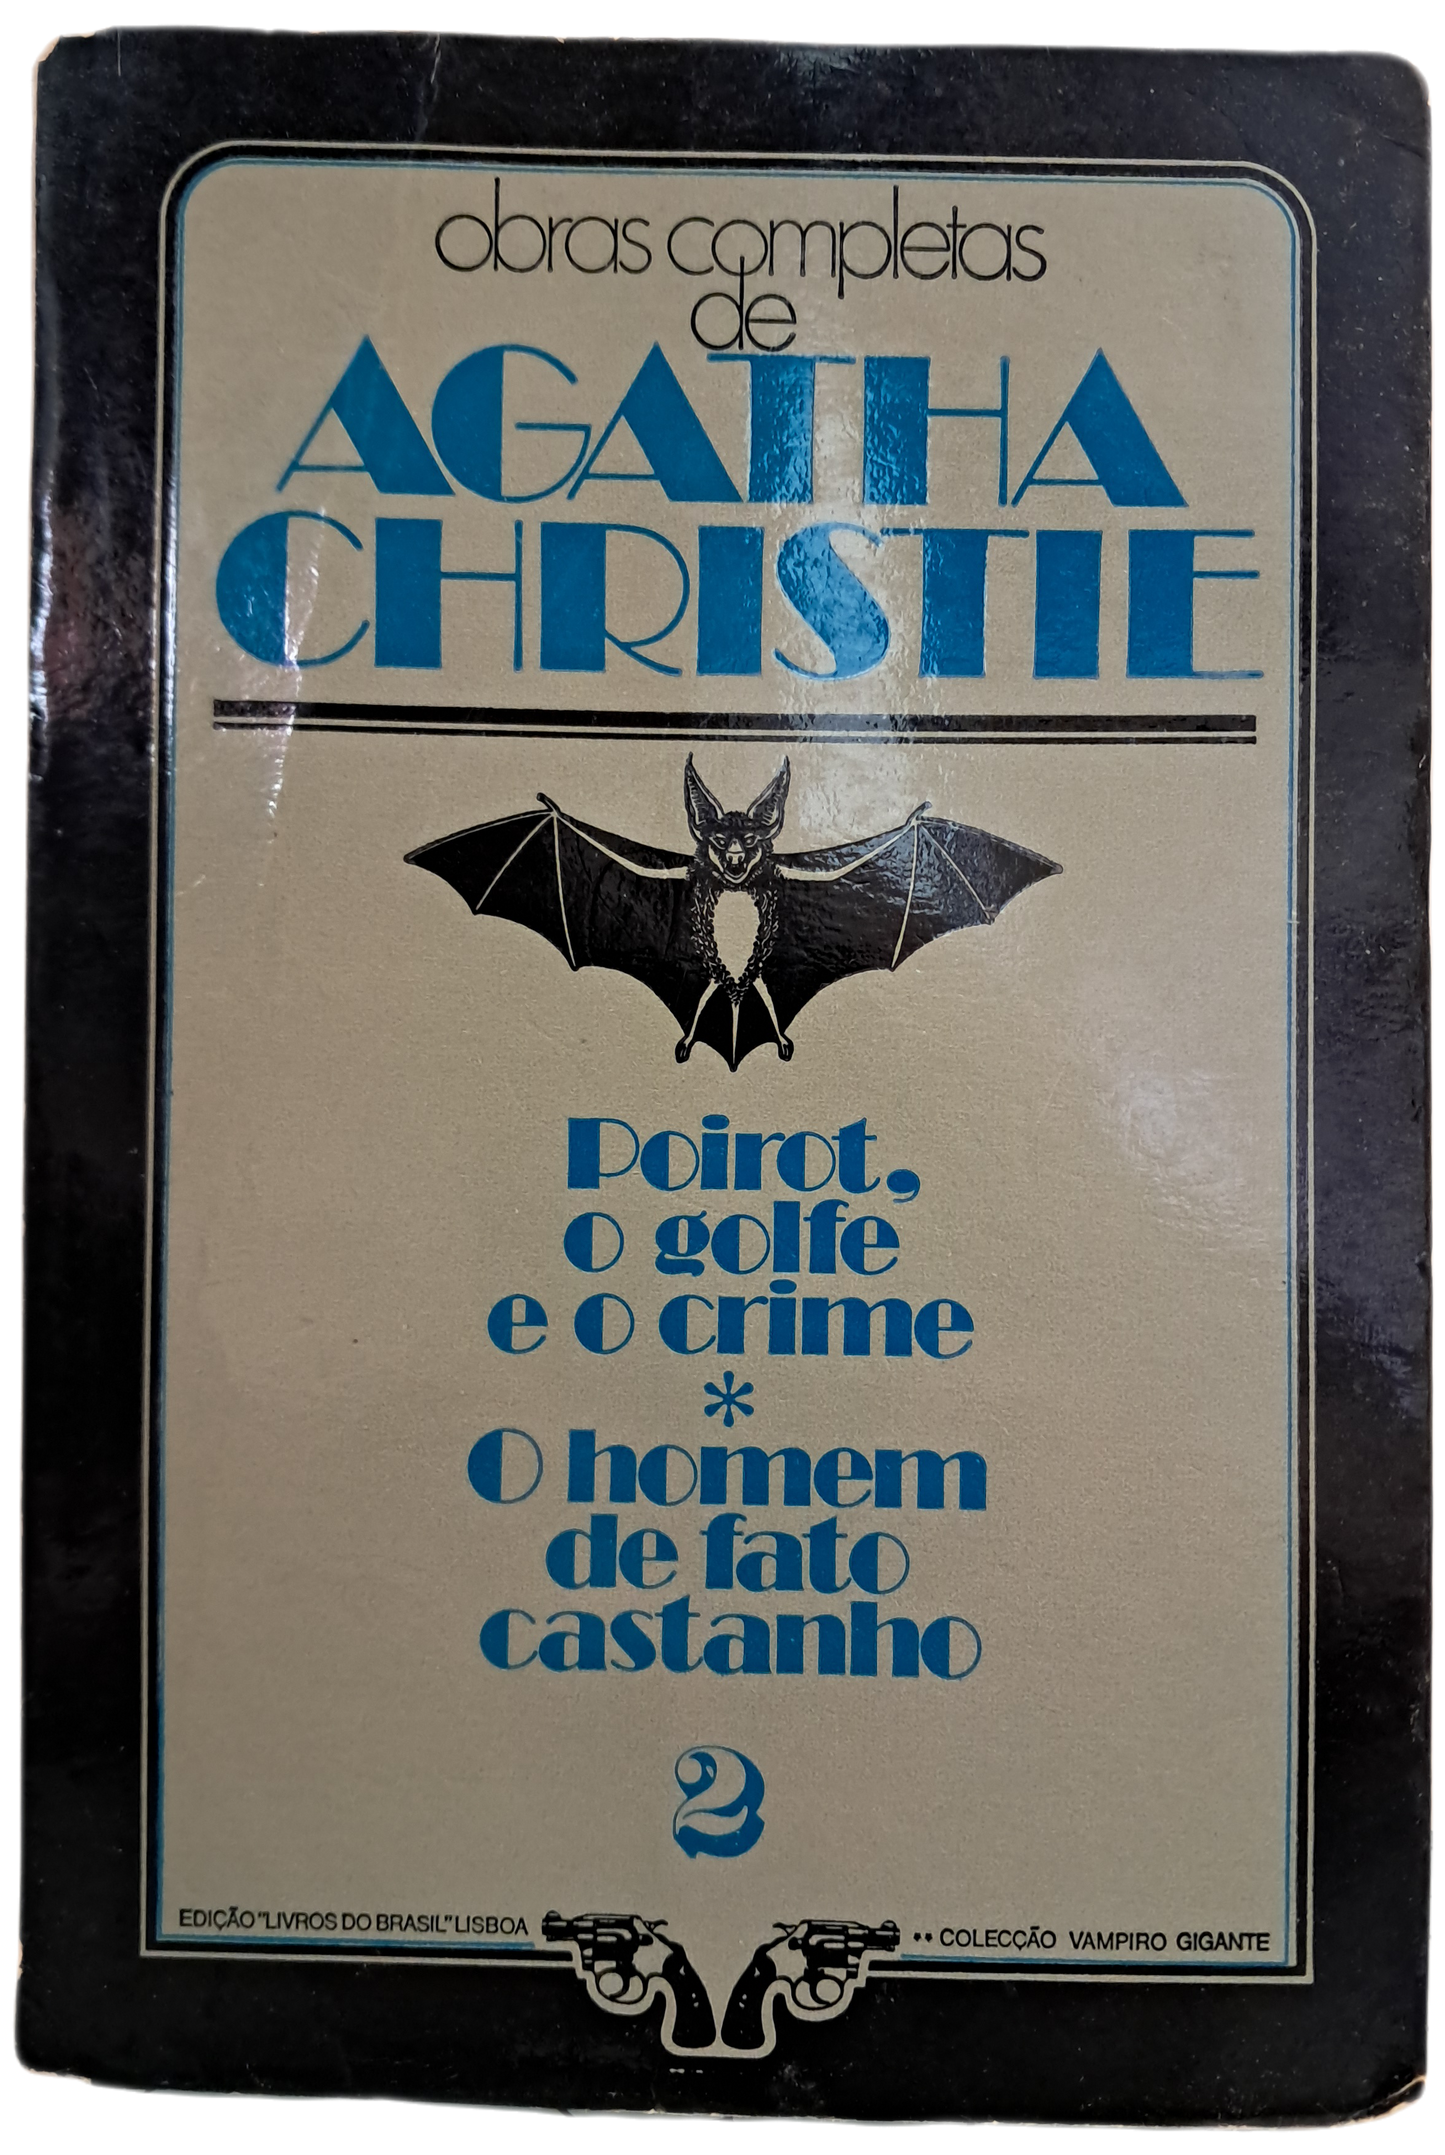 obras completas
de
AGATHA
CHRISTIE
Poirot,
o golfe
e o crime
*
O homem
de fato
castanho
2
EDIÇÃO "LIVROS DO BRASIL" LISBOA
** COLECÇÃO VAMPIRO GIGANTE